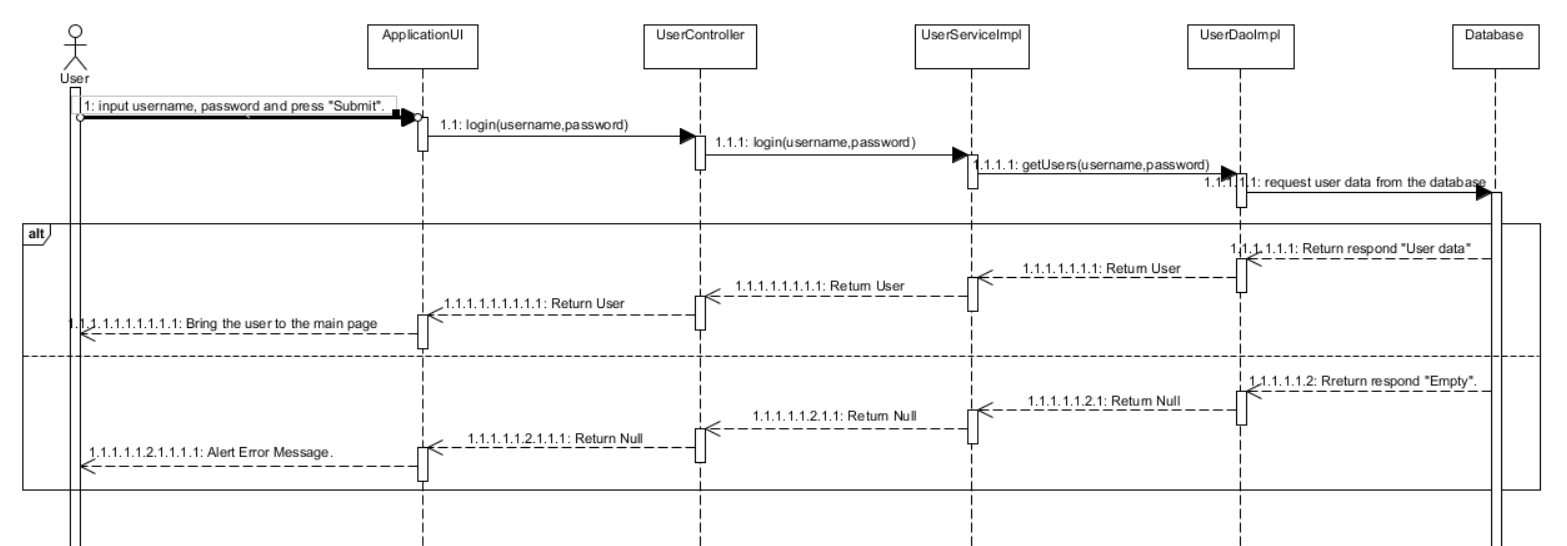 User
ApplicationUI
UserController
UserServiceImpl
UserDaoImpl
Database
1: input username, password and press "Submit".
1.1: login(username,password)
1.1.1: login(username,password)
1.1.1.1: getUsers(username,password)
1.1.1.1.1: request user data from the database
alt
1.1.1.1.1.1: Return respond "User data"
1.1.1.1.1.1.1: Return User
1.1.1.1.1.1.1.1: Return User
1.1.1.1.1.1.1.1.1: Return User
1.1.1.1.1.1.1.1.1.1: Bring the user to the main page
1.1.1.1.1.2: Rreturn respond "Empty".
1.1.1.1.1.2.1: Return Null
1.1.1.1.1.2.1.1: Return Null
1.1.1.1.1.2.1.1.1: Return Null
1.1.1.1.1.2.1.1.1.1: Alert Error Message.